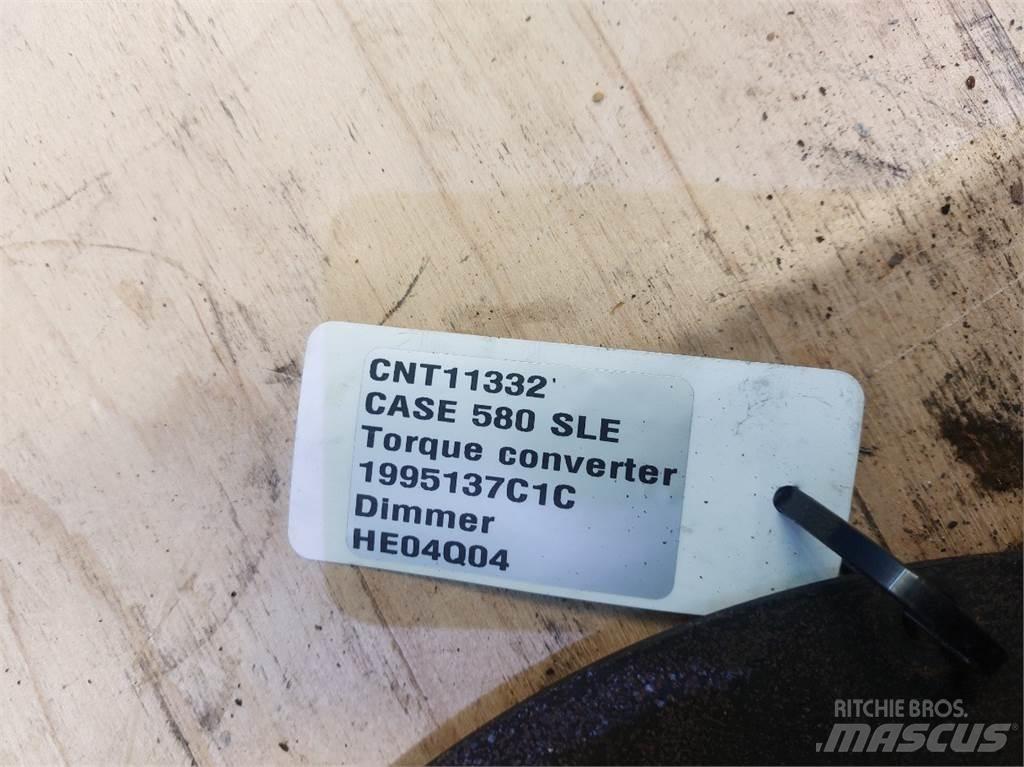 CNT11332
CASE 580 SLE
Torque converter
1995137C1C
Dimmer
HE04Q04
RITCHIE BROS.
MASCUS